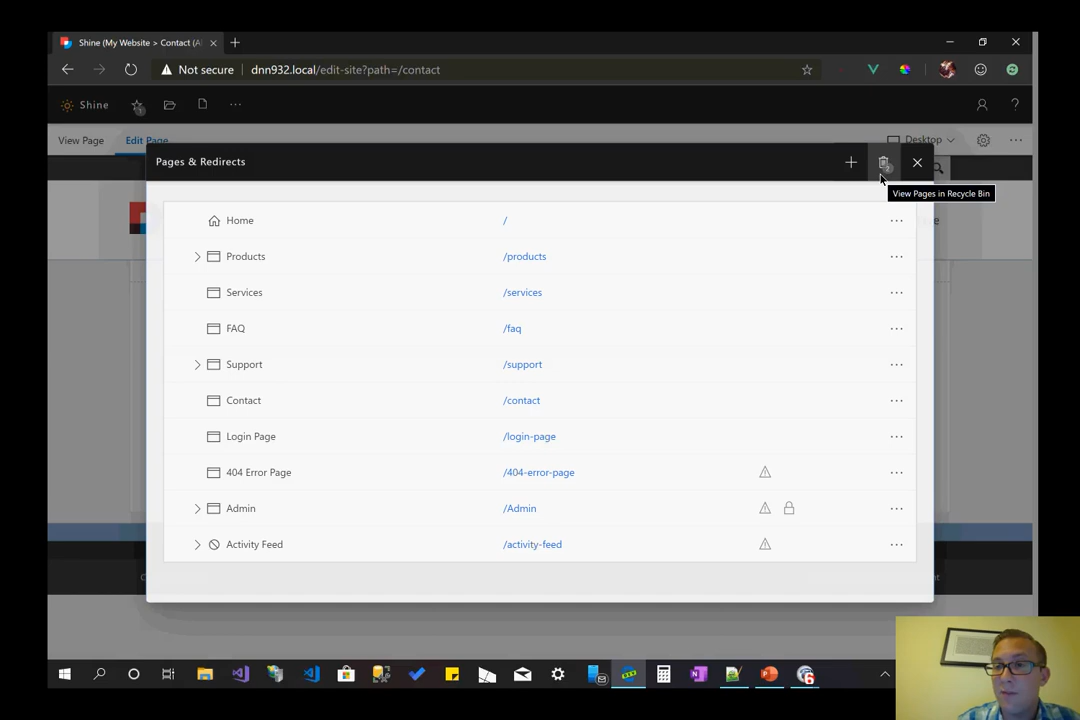 Shine (My Website > Contact (A
Not secure dnn932.local/edit-site?path=/contact
Shine
View Page Edit Page Desktop
Pages & Redirects
2
View Pages in Recycle Bin
Home /
Products /products
Services /services
FAQ /faq
Support /support
Contact /contact
Login Page /login-page
404 Error Page /404-error-page
Admin /Admin
Activity Feed /activity-feed